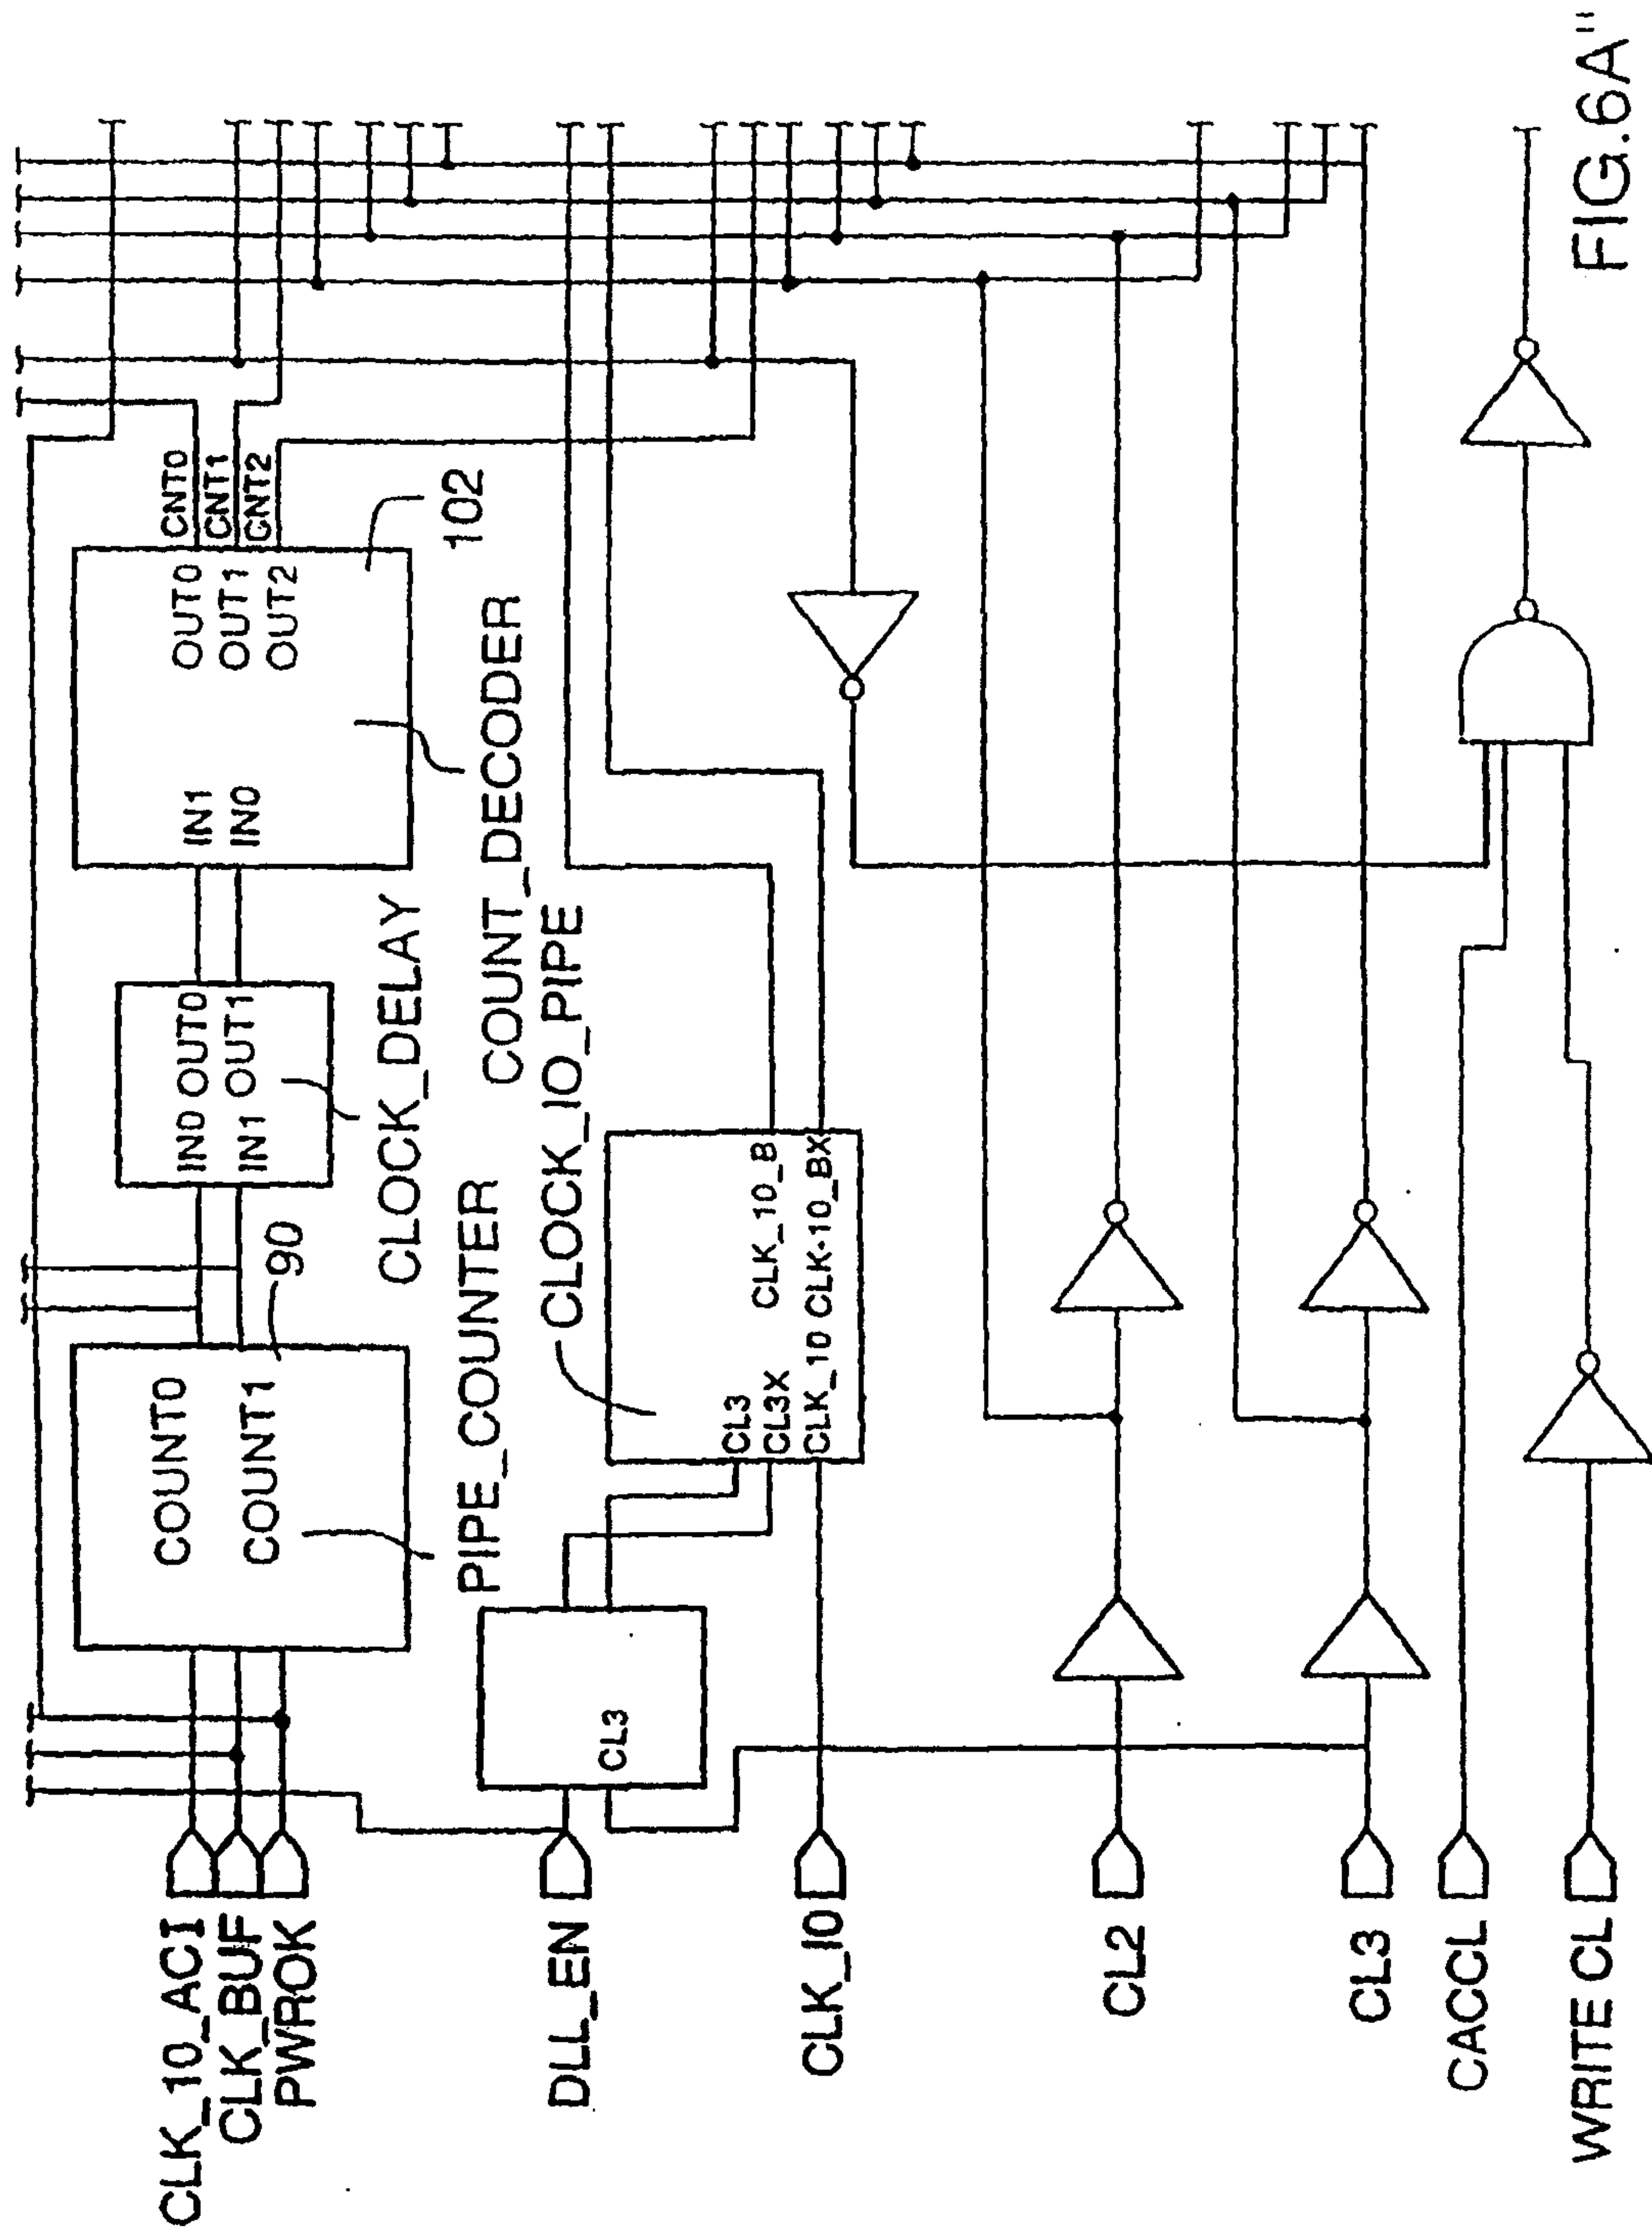 CLK_10_ACI
CLK_BUF
PWROK
DLL_EN
CLK_I0
CL2
CL3
CACCL
WRITE CL
COUNT0
COUNT1
90
PIPE_COUNTER
IN0 OUT0
IN1 OUT1
CLOCK_DELAY
IN1
IN0
OUT0
OUT1
OUT2
CNT0
CNT1
CNT2
102
COUNT_DECODER
CLOCK_IO_PIPE
CL3
CL3
CL3X
CLK_10
CLK_10_B
CLK-10_BX
FIG.6A"